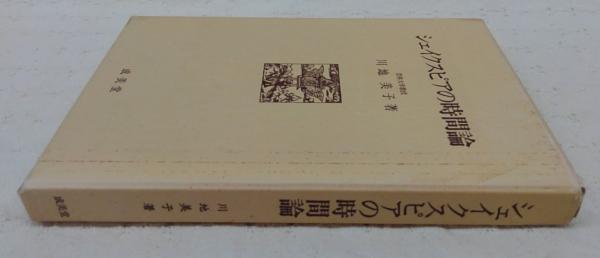 シェイクスピアの時間論
川地美子著
成美堂
シェイクスピアの時間論
川地美子著
成美堂